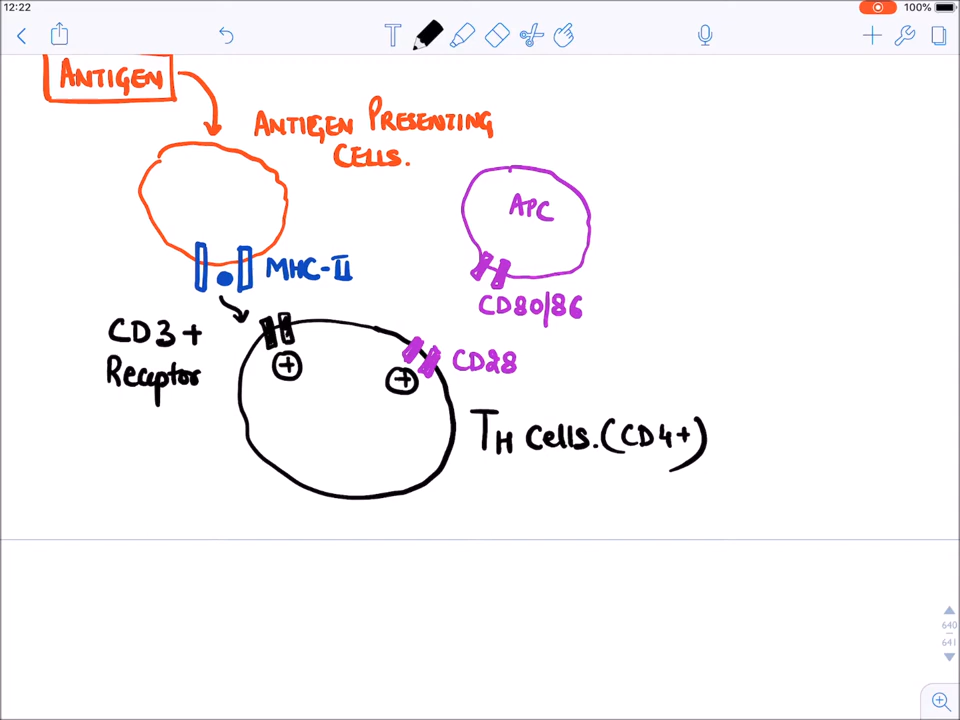 12:22
100%
T
ANTIGEN
ANTIGEN PRESENTING
CELLS.
APC
MHC-II
CD80/86
CD3+
Receptor
+
+
CD28
TH Cells. (CD4+)
640
641